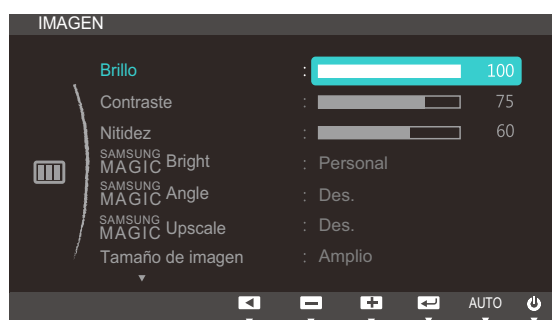 IMAGEN
Brillo : 100
Contraste : 75
Nitidez : 60
SAMSUNG MAGIC Bright : Personal
SAMSUNG MAGIC Angle : Des.
SAMSUNG MAGIC Upscale : Des.
Tamaño de imagen : Amplio
AUTO